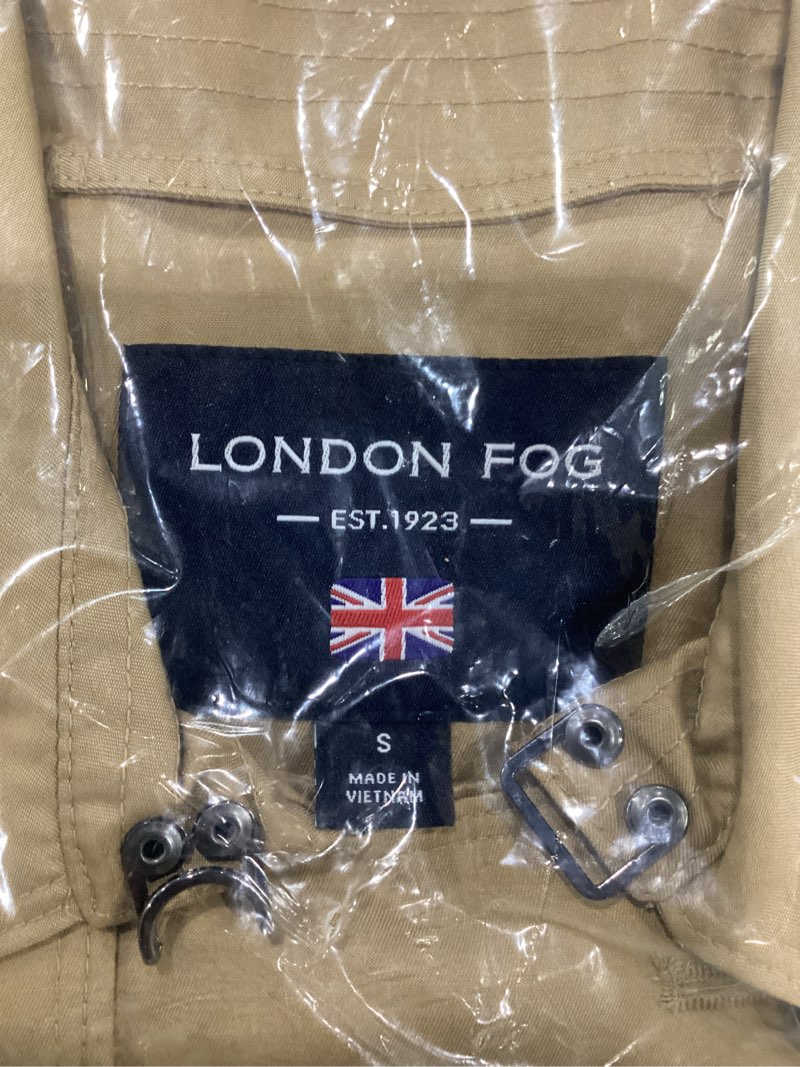 LONDON FOG
EST.1923
S
MADE IN
VIETNAM